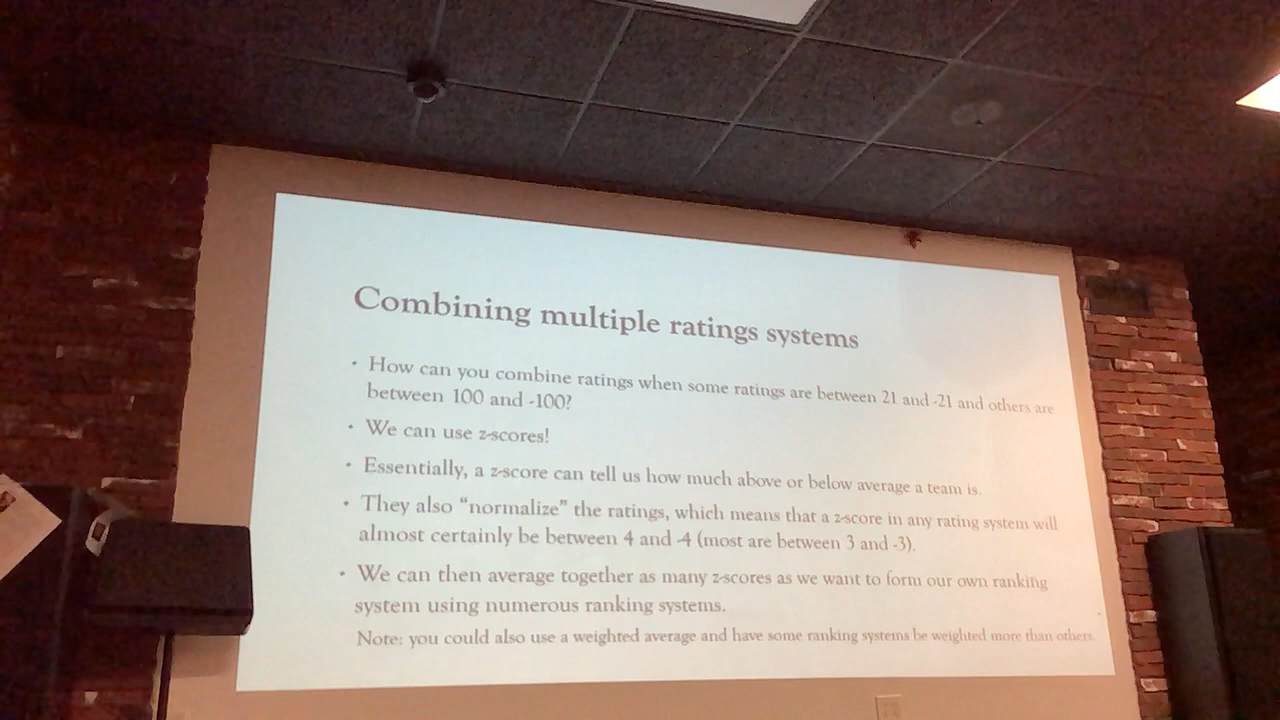 Combining multiple ratings systems
• How can you combine ratings when some ratings are between 21 and -21 and others are
between 100 and -100?
• We can use z-scores!
• Essentially, a z-score can tell us how much above or below average a team is.
• They also “normalize” the ratings, which means that a z-score in any rating system will
almost certainly be between 4 and -4 (most are between 3 and -3).
• We can then average together as many z-scores as we want to form our own ranking
system using numerous ranking systems.
Note: you could also use a weighted average and have some ranking systems be weighted more than others.